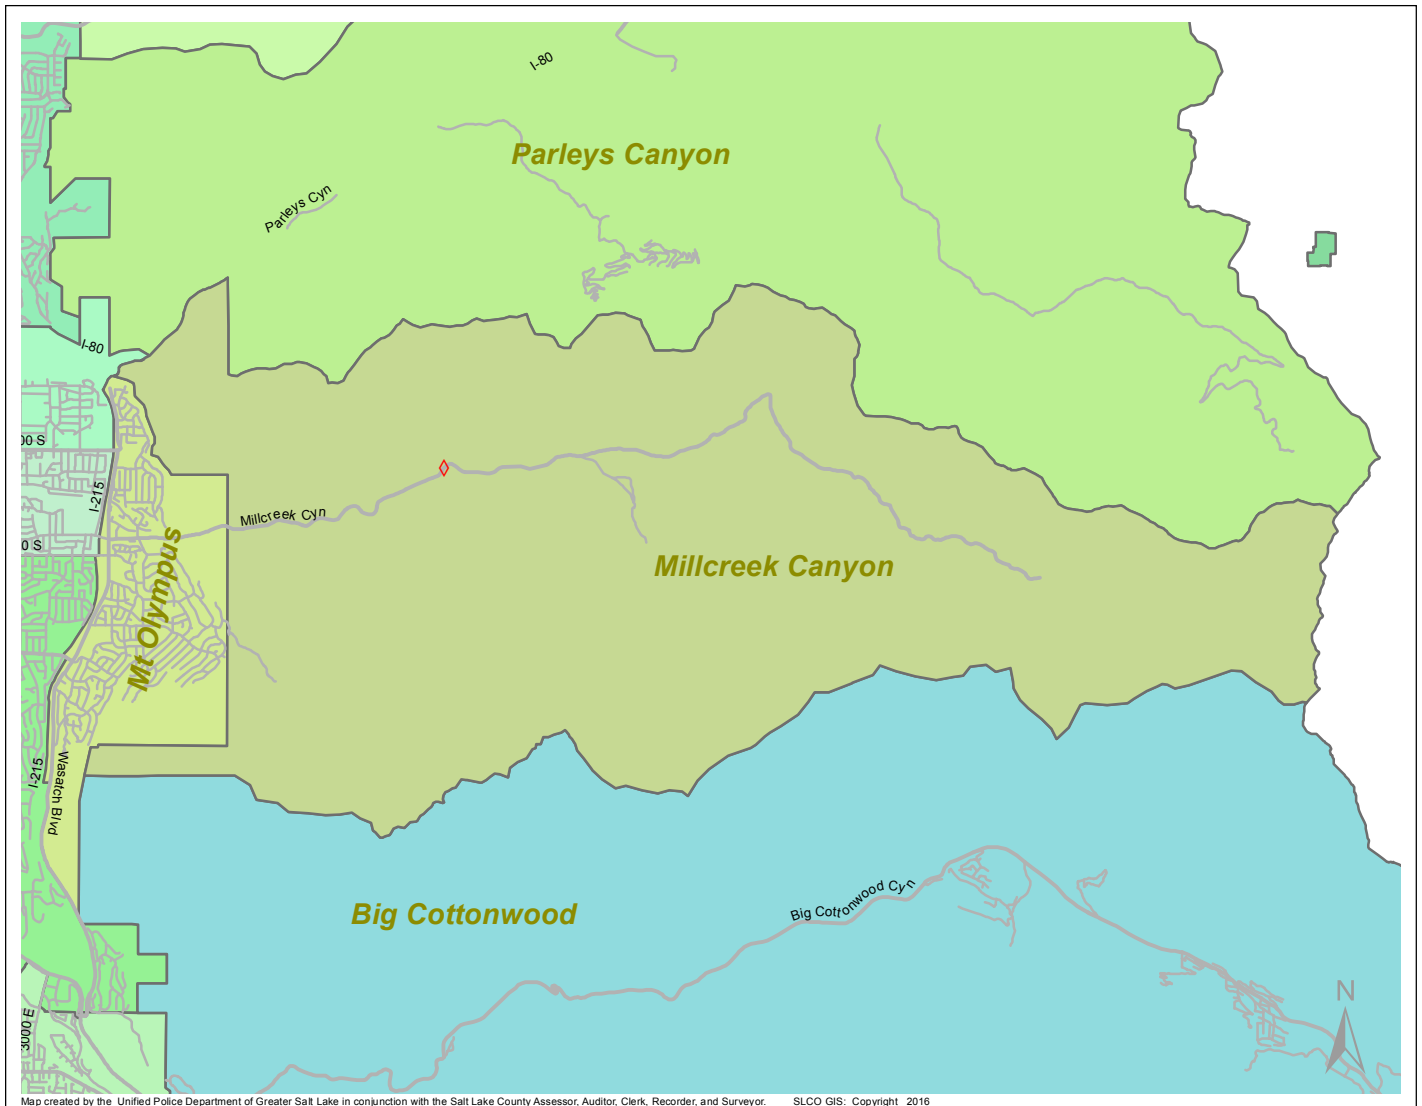 I-80
Parleys Canyon
Parleys Cyn
I-80
00 S
I-215
Millcreek Cyn
0 S
Mt Olympus
Millcreek Canyon
I-215
Wasatch Blvd
Big Cottonwood Cyn
Big Cottonwood
N
3000 E
Map created by the Unified Police Department of Greater Salt Lake in conjunction with the Salt Lake County Assessor, Auditor, Clerk, Recorder, and Surveyor. SLCO GIS: Copyright 2016